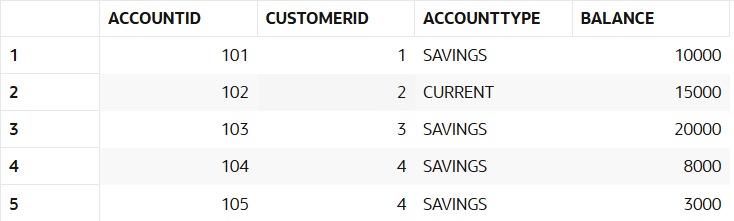 ACCOUNTID CUSTOMERID ACCOUNTTYPE BALANCE
1 101 1 SAVINGS 10000
2 102 2 CURRENT 15000
3 103 3 SAVINGS 20000
4 104 4 SAVINGS 8000
5 105 4 SAVINGS 3000